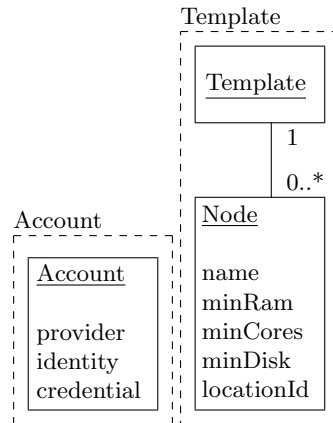 Template
Template
1
0..*
Node
name
minRam
minCores
minDisk
locationId
Account
Account
provider
identity
credential